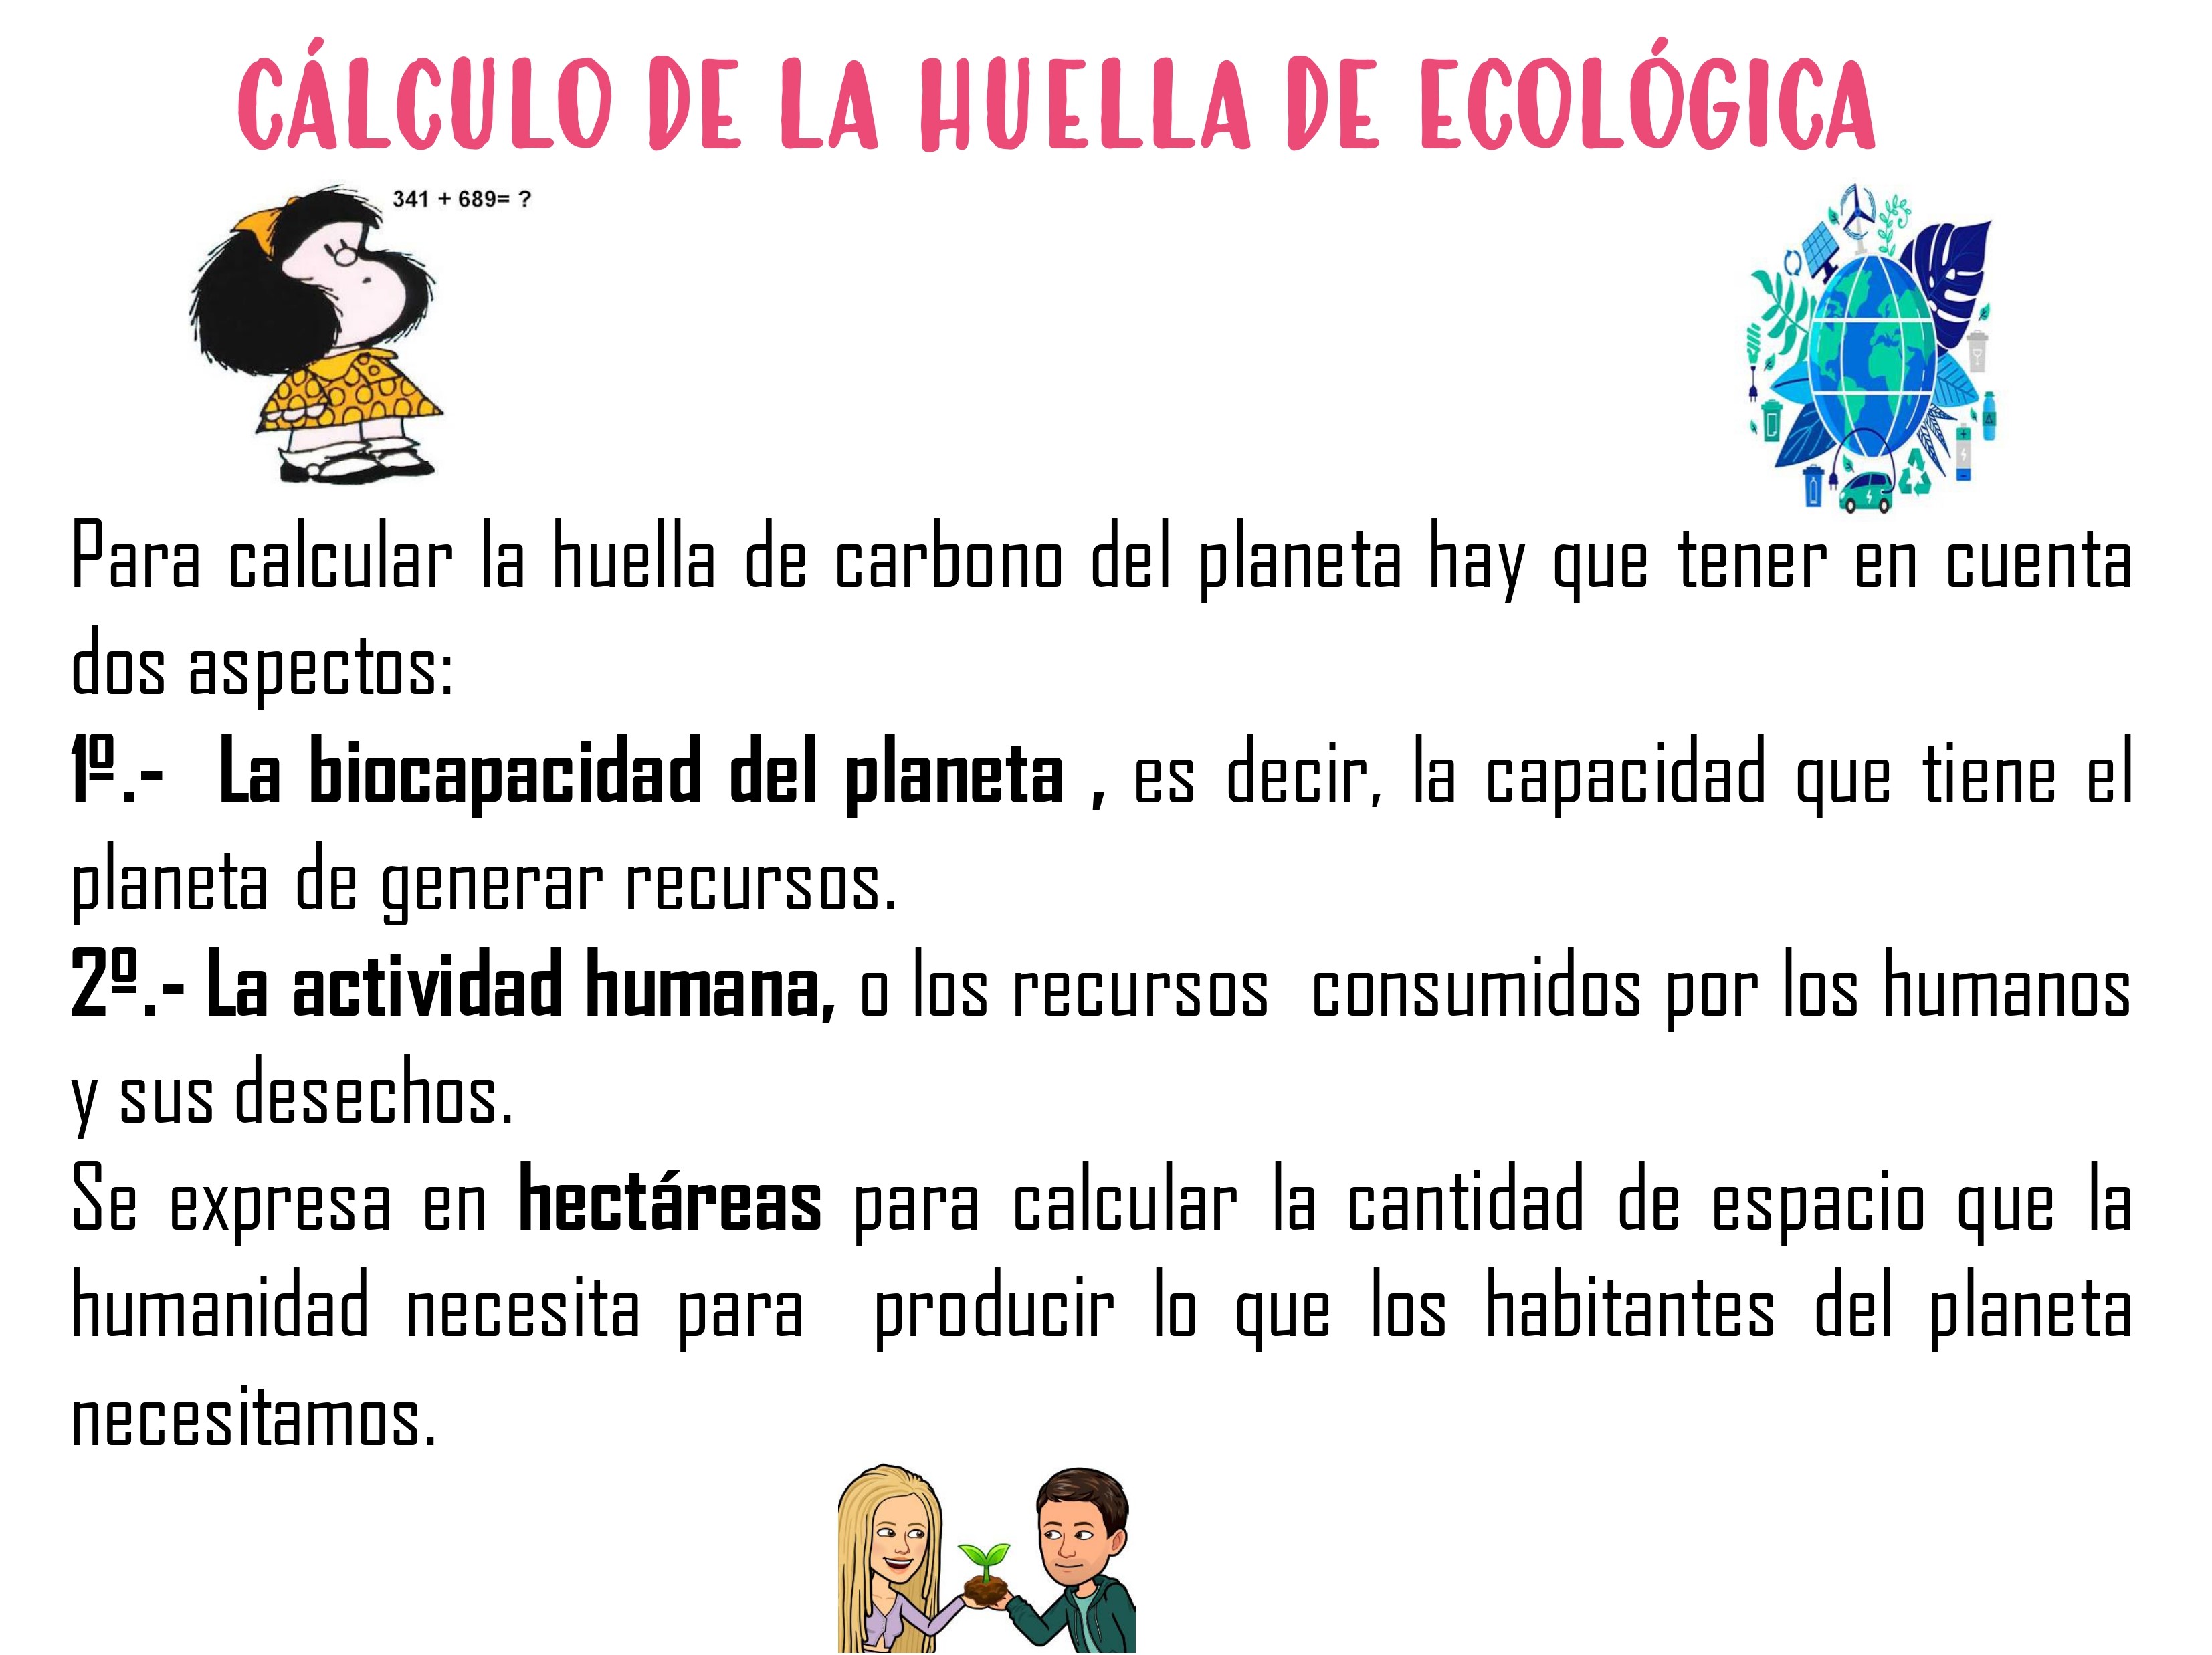 CÁLCULO DE LA HUELLA DE ECOLÓGICA
341 + 689= ?
Para calcular la huella de carbono del planeta hay que tener en cuenta
dos aspectos:
1º.- La biocapacidad del planeta , es decir, la capacidad que tiene el
planeta de generar recursos.
2º.- La actividad humana, o los recursos consumidos por los humanos
y sus desechos.
Se expresa en hectáreas para calcular la cantidad de espacio que la
humanidad necesita para producir lo que los habitantes del planeta
necesitamos.